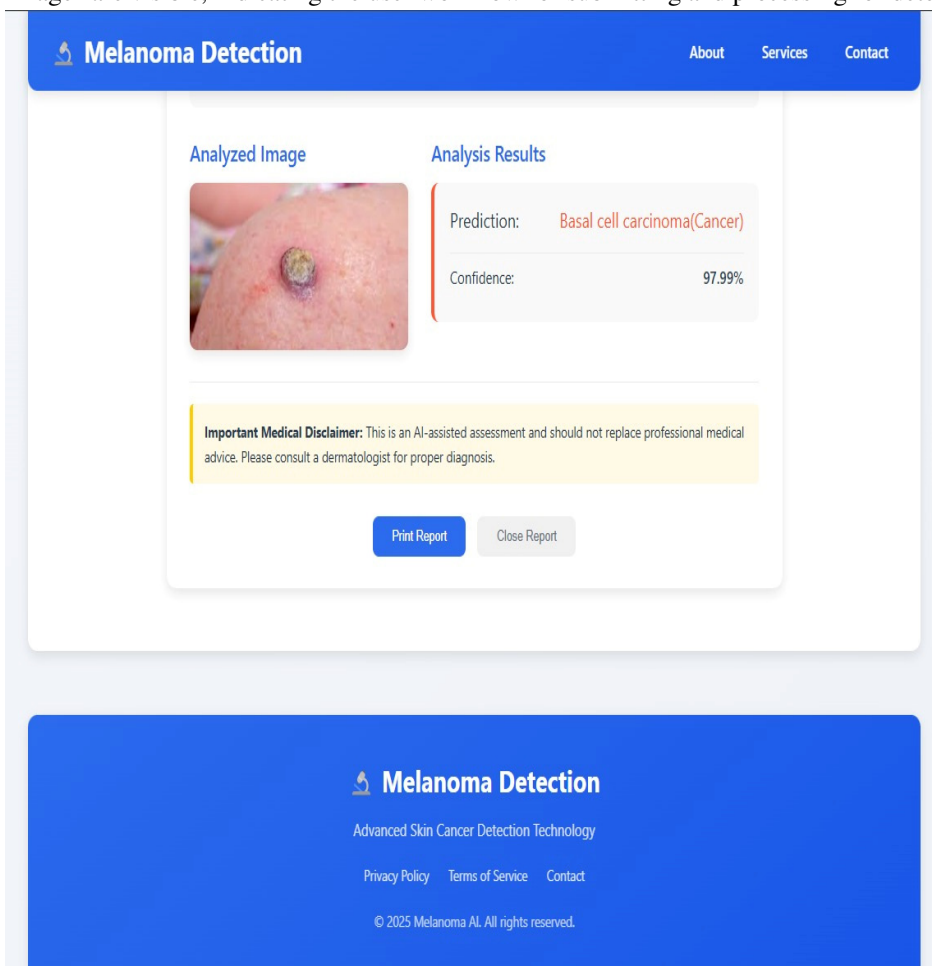 Melanoma Detection
About Services Contact
Analyzed Image
Analysis Results
Prediction: Basal cell carcinoma(Cancer)
Confidence: 97.99%
Important Medical Disclaimer: This is an AI-assisted assessment and should not replace professional medical
advice. Please consult a dermatologist for proper diagnosis.
Print Report Close Report
Melanoma Detection
Advanced Skin Cancer Detection Technology
Privacy Policy Terms of Service Contact
© 2025 Melanoma AI. All rights reserved.